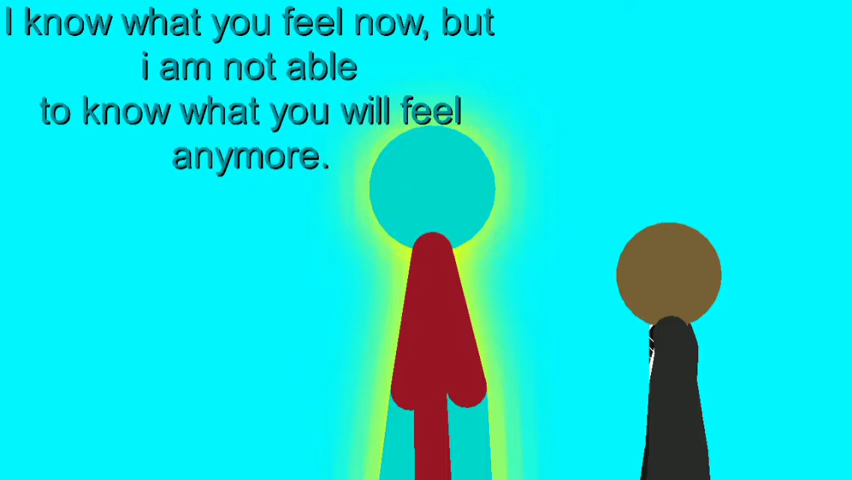 I know what you feel now, but
i am not able
to know what you will feel
anymore.